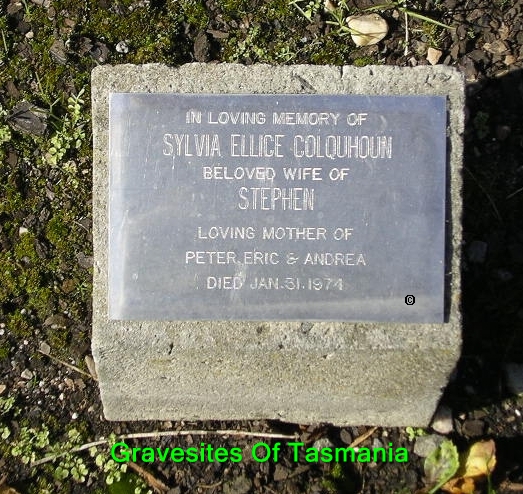 IN LOVING MEMORY OF
SYLVIA ELLICE COLQUHOUN
BELOVED WIFE OF
STEPHEN
LOVING MOTHER OF
PETER, ERIC & ANDREA
DIED JAN. 31. 1974
©
Gravesites Of Tasmania